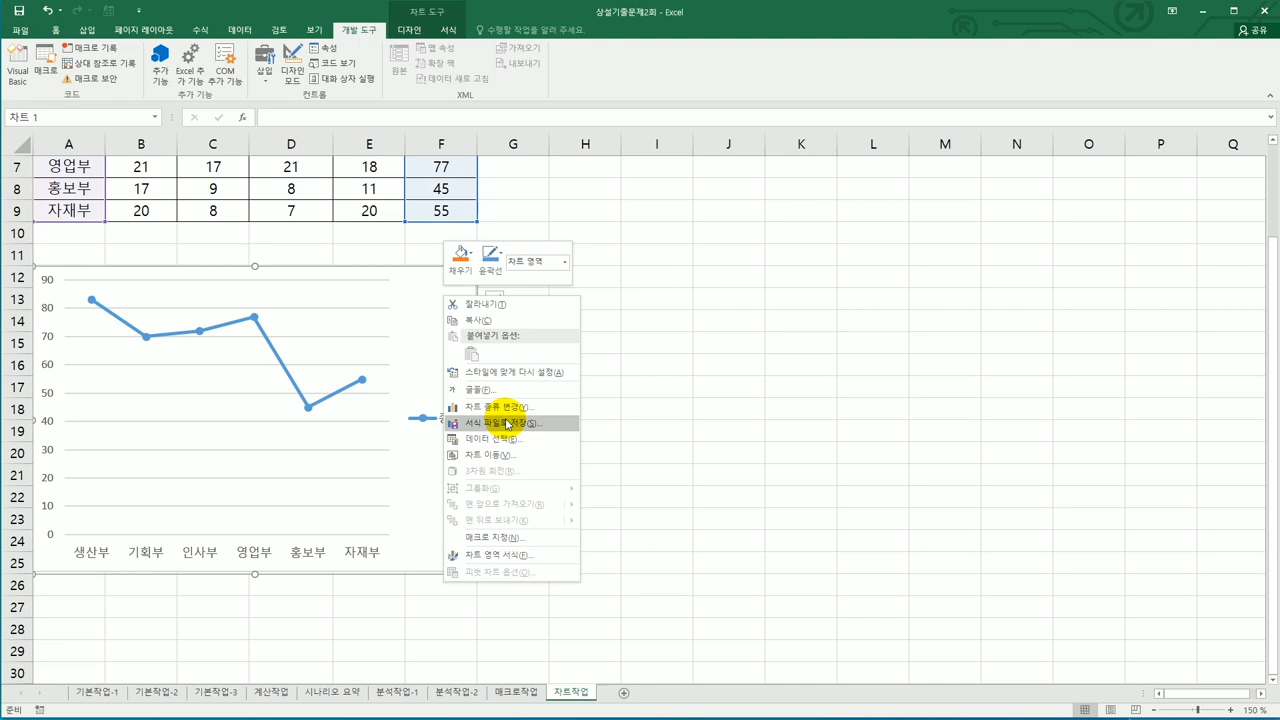 차트 도구
상설기출문제2회 - Excel
파일 홈 삽입 페이지 레이아웃 수식 데이터 검토 보기 개발 도구 디자인 서식 수행할 작업을 알려 주세요. 공유
Visual Basic
매크로
매크로 기록
상대 참조로 기록
매크로 보안
코드
추가 기능
Excel 추가 기능
COM 추가 기능
추가 기능
삽입
디자인 모드
속성
코드 보기
대화 상자 실행
컨트롤
원본
맵 속성
확장 팩
데이터 새로 고침
가져오기
내보내기
XML
차트 1
fx
A B C D E F G H I J K L M N O P Q
7 영업부 21 17 21 18 77
8 홍보부 17 9 8 11 45
9 자재부 20 8 7 20 55
10
11
12
13
14
15
16
17
18
19
20
21
22
23
24
25
26
27
28
29
30
90
80
70
60
50
40
30
20
10
0
생산부 기획부 인사부 영업부 홍보부 자재부
채우기 윤곽선 차트 영역
잘라내기(T)
복사(C)
붙여넣기 옵션:
스타일에 맞게 다시 설정(A)
가 글꼴(F)...
차트 종류 변경(Y)...
서식 파일로 저장(S)...
데이터 선택(E)...
차트 이동(V)...
3차원 회전(R)...
그룹화(G)
맨 앞으로 가져오기(R)
맨 뒤로 보내기(K)
매크로 지정(N)...
차트 영역 서식(F)...
피벗 차트 옵션(O)...
기본작업-1 기본작업-2 기본작업-3 계산작업 시나리오 요약 분석작업-1 분석작업-2 매크로작업 차트작업
준비
150 %